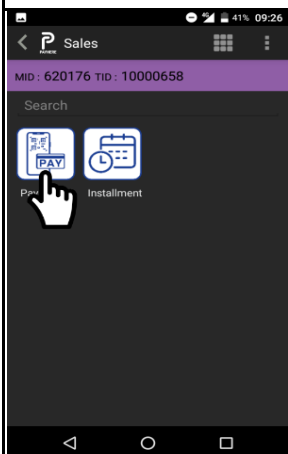 41% 09:26
Sales
MID : 620176 TID : 10000658
Search
PAY
Installment